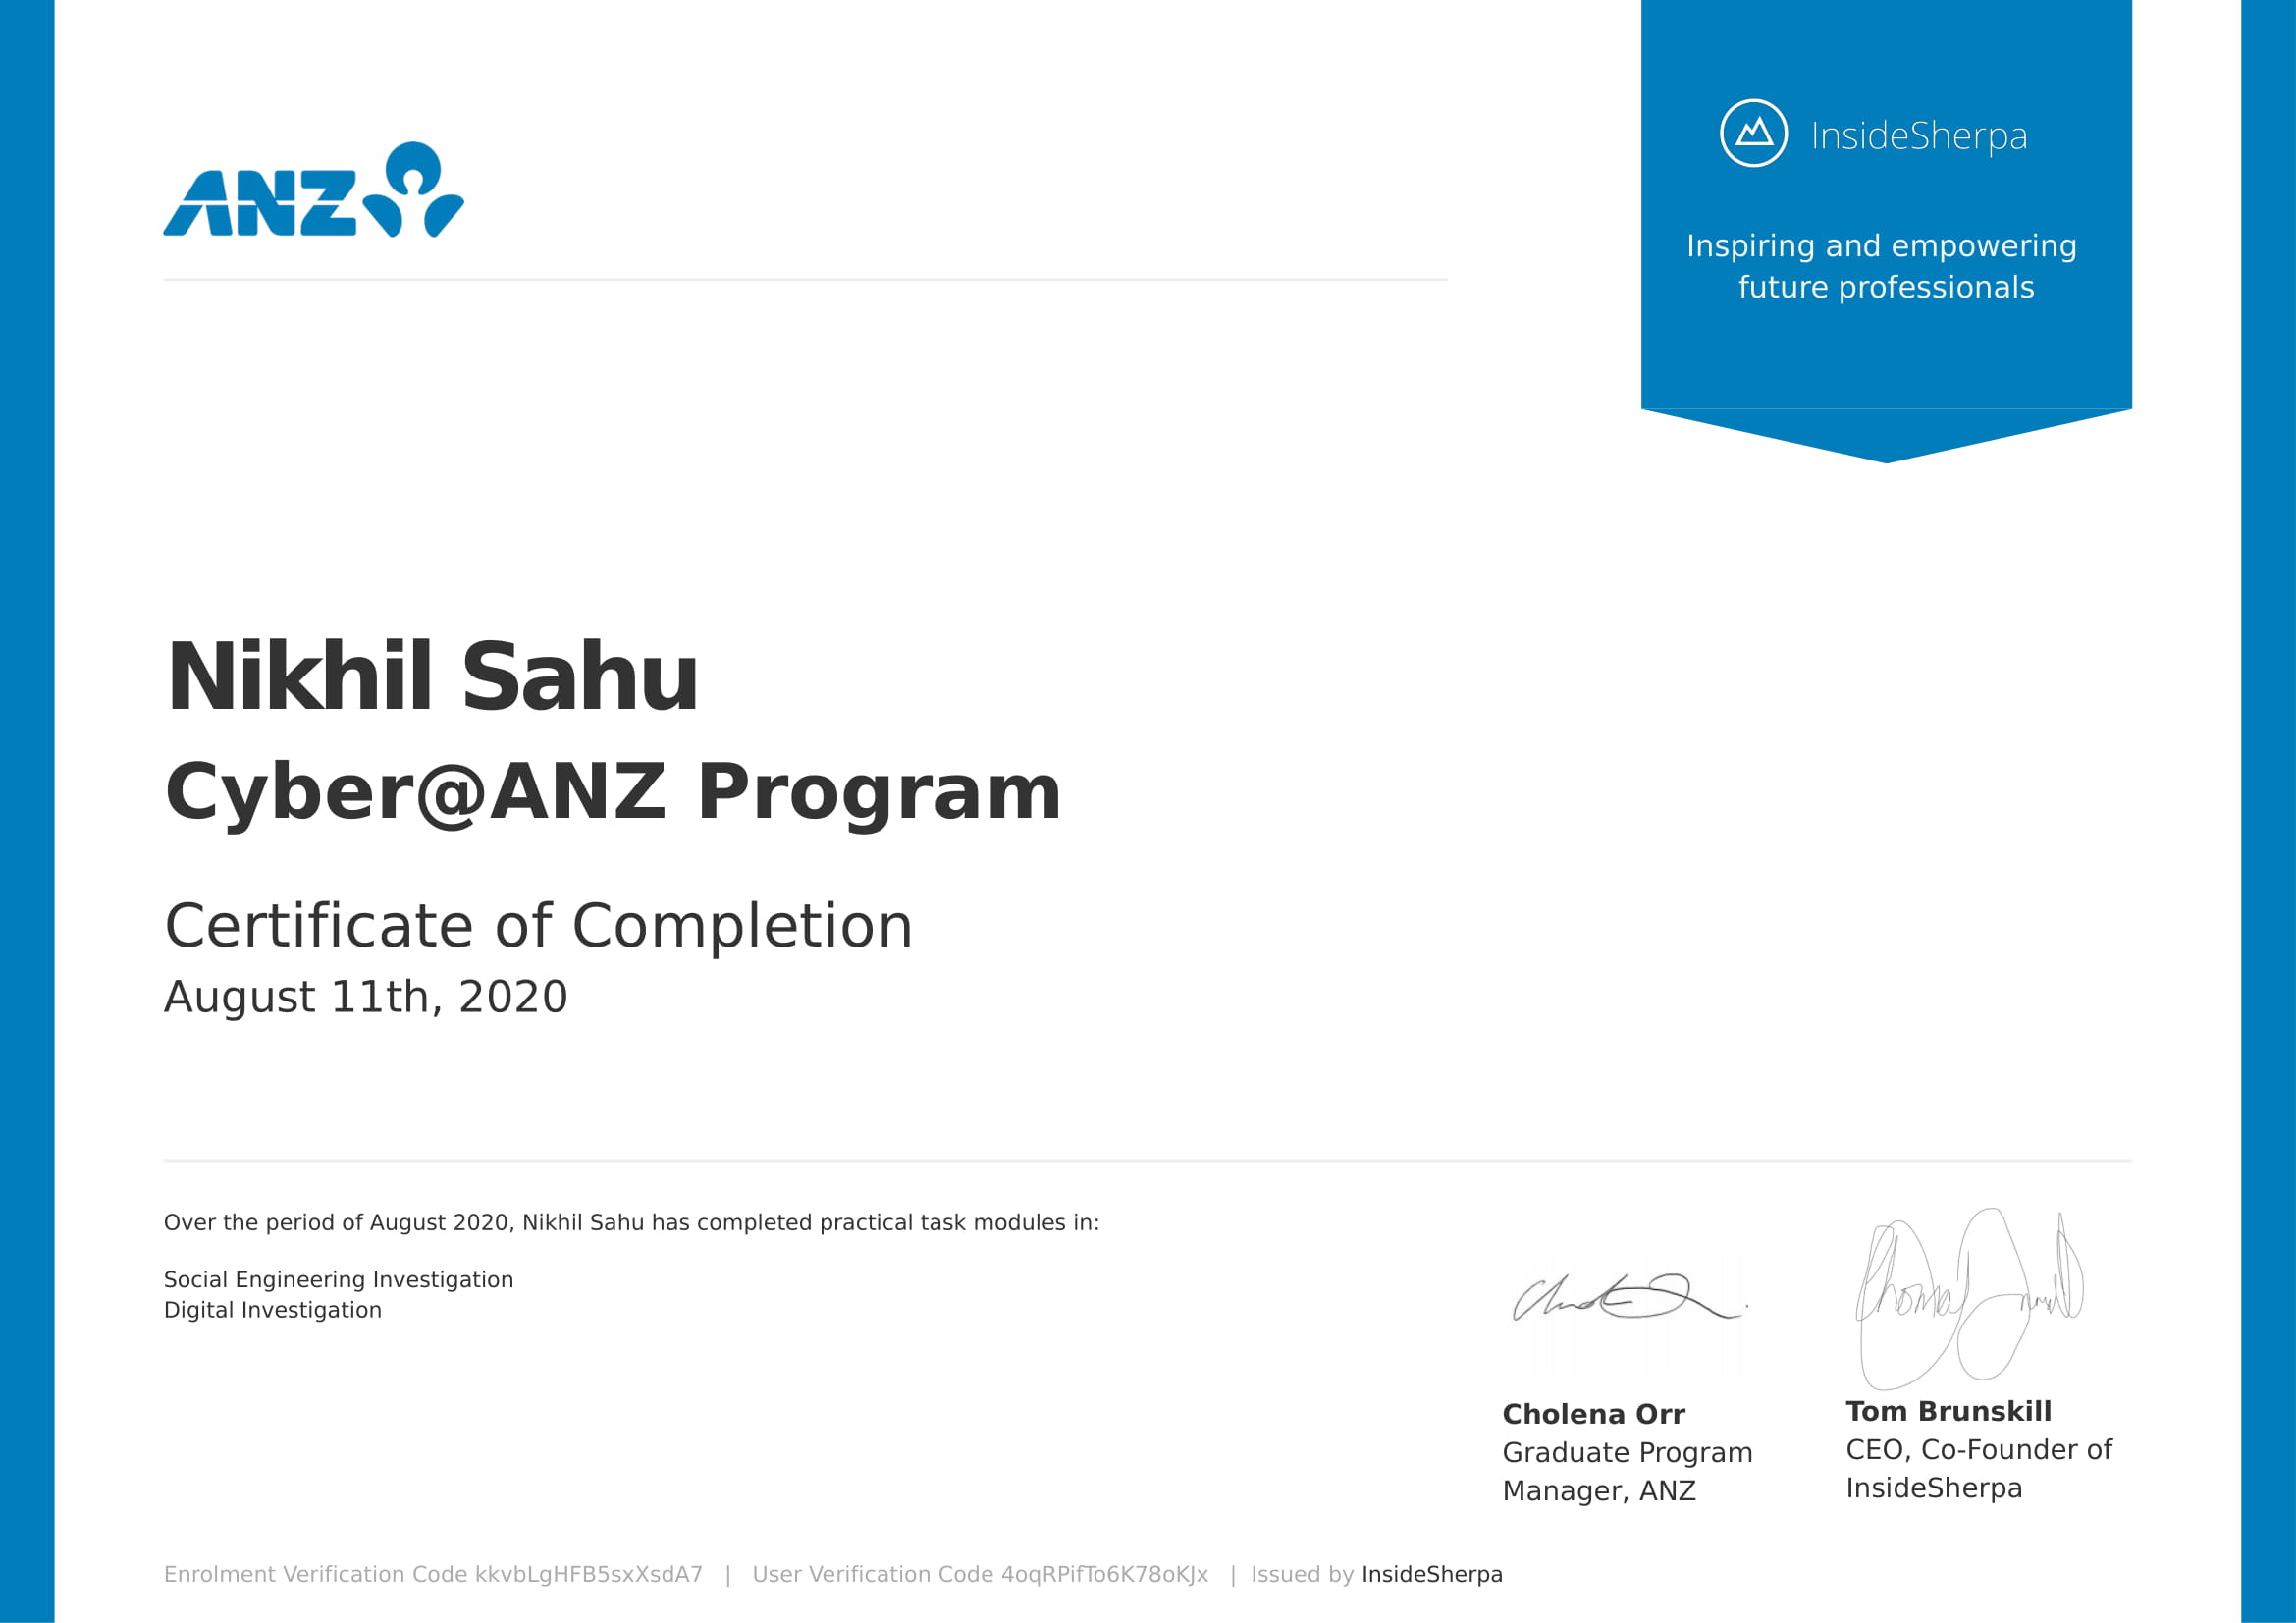 ANZ
InsideSherpa
Inspiring and empowering
future professionals
Nikhil Sahu
Cyber@ANZ Program
Certificate of Completion
August 11th, 2020
Over the period of August 2020, Nikhil Sahu has completed practical task modules in:
Social Engineering Investigation
Digital Investigation
Cholena Orr
Graduate Program
Manager, ANZ
Tom Brunskill
CEO, Co-Founder of
InsideSherpa
Enrolment Verification Code kkvbLgHFB5sxXsdA7 | User Verification Code 4oqRPifTo6K78oKJx | Issued by InsideSherpa